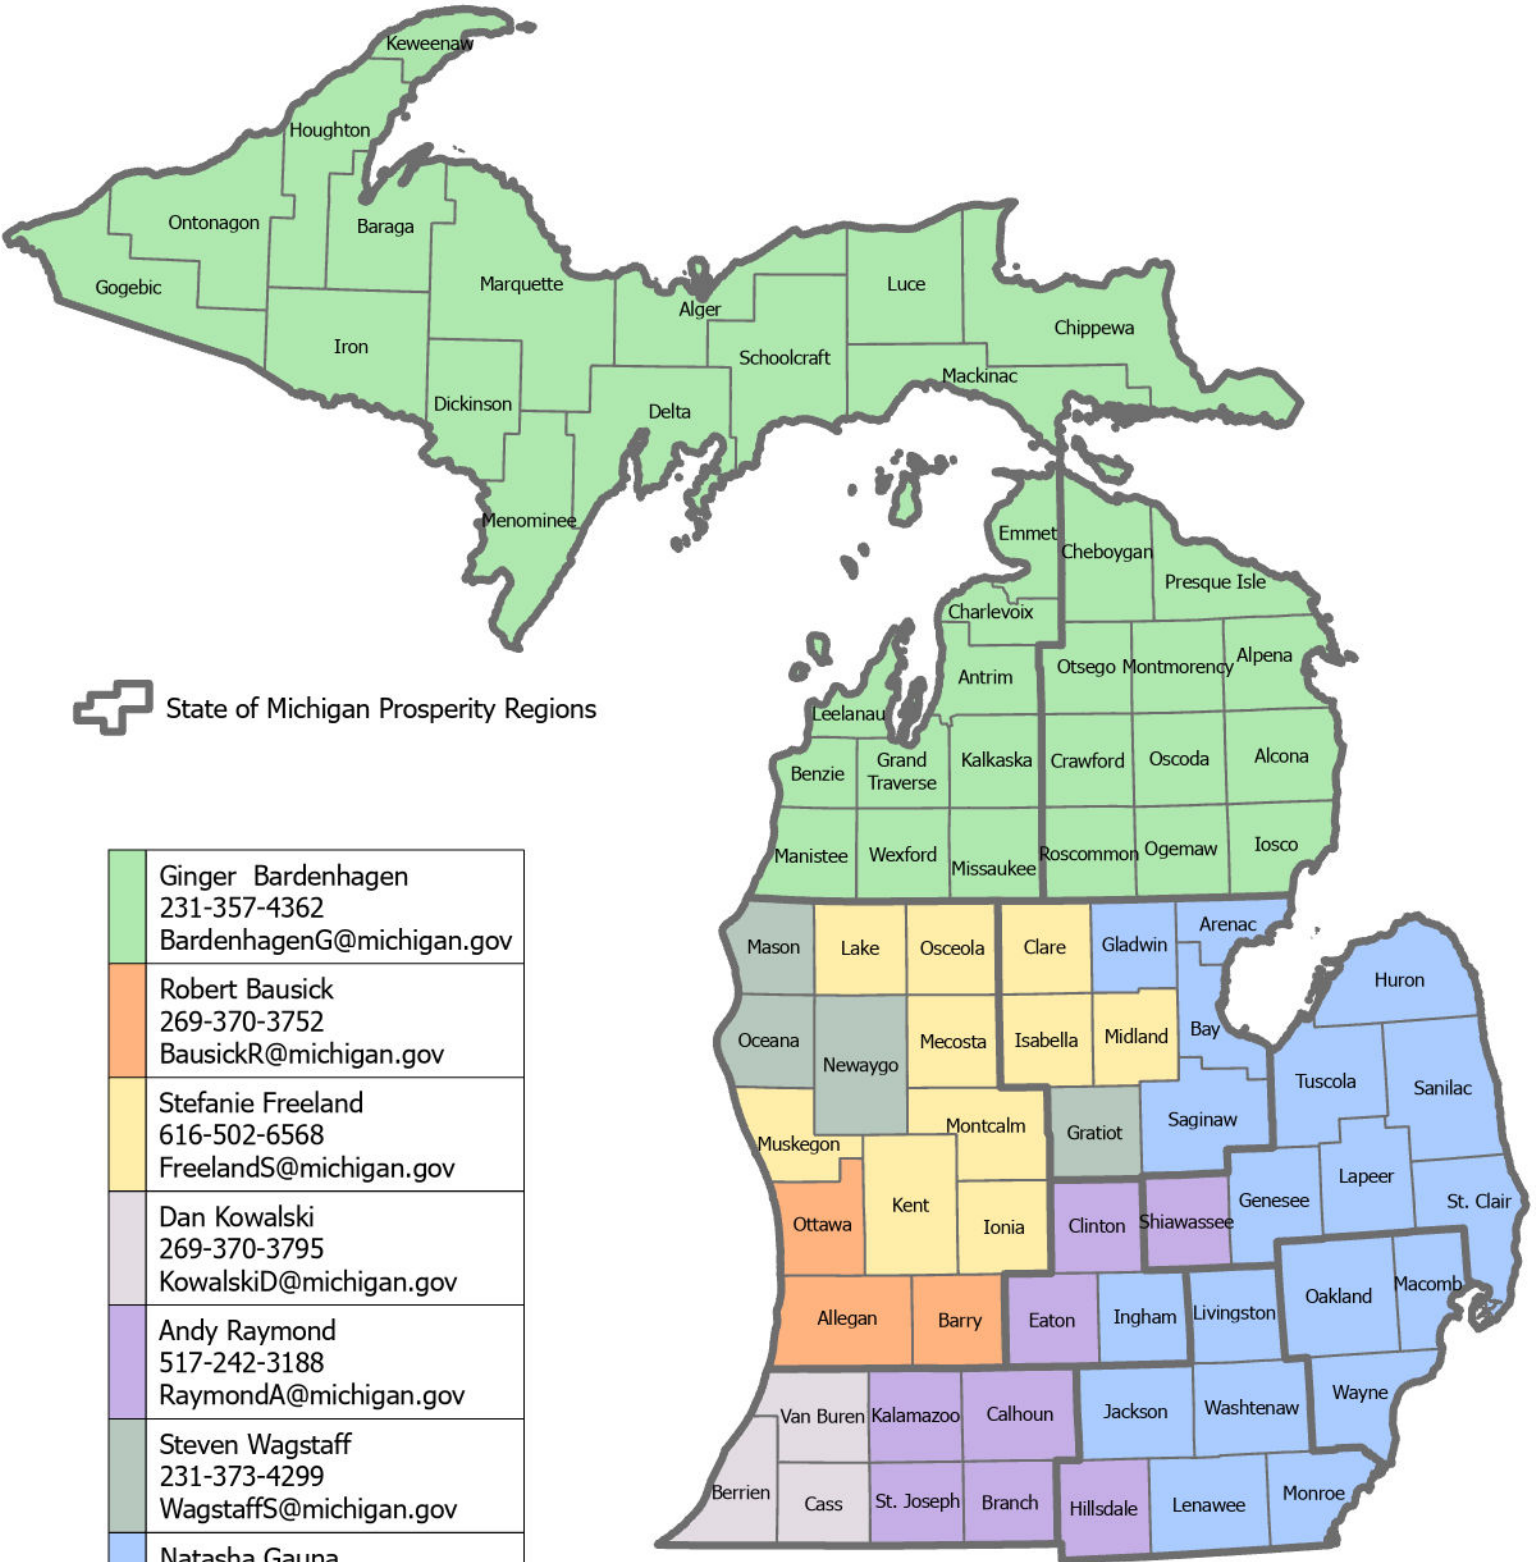 Keweenaw
Houghton
Ontonagon
Baraga
Gogebic
Marquette
Luce
Alger
Chippewa
Iron
Schoolcraft
Mackinac
Dickinson
Delta
Menominee
Emmet
Cheboygan
Presque Isle
Charlevoix
Otsego
Montmorency
Alpena
Antrim
State of Michigan Prosperity Regions
Leelanau
Benzie
Grand
Traverse
Kalkaska
Crawford
Oscoda
Alcona
Manistee
Wexford
Missaukee
Roscommon
Ogemaw
Iosco
Ginger Bardenhagen
231-357-4362
BardenhagenG@michigan.gov
Robert Bausick
269-370-3752
BausickR@michigan.gov
Stefanie Freeland
616-502-6568
FreelandS@michigan.gov
Dan Kowalski
269-370-3795
KowalskiD@michigan.gov
Andy Raymond
517-242-3188
RaymondA@michigan.gov
Steven Wagstaff
231-373-4299
WagstaffS@michigan.gov
Natasha Gauna
Mason
Lake
Osceola
Clare
Gladwin
Arenac
Huron
Oceana
Newaygo
Mecosta
Isabella
Midland
Bay
Tuscola
Sanilac
Muskegon
Montcalm
Gratiot
Saginaw
Lapeer
Genesee
St. Clair
Ottawa
Kent
Ionia
Clinton
Shiawassee
Allegan
Barry
Eaton
Ingham
Livingston
Oakland
Macomb
Van Buren
Kalamazoo
Calhoun
Jackson
Washtenaw
Wayne
Berrien
Cass
St. Joseph
Branch
Hillsdale
Lenawee
Monroe